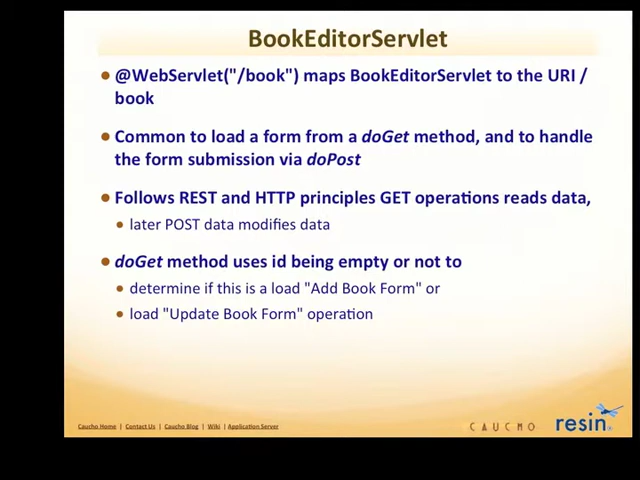 BookEditorServlet
@WebServlet("/book") maps BookEditorServlet to the URI /
book
Common to load a form from a doGet method, and to handle
the form submission via doPost
Follows REST and HTTP principles GET operations reads data,
later POST data modifies data
doGet method uses id being empty or not to
determine if this is a load "Add Book Form" or
load "Update Book Form" operation
Caucho Home | Contact Us | Caucho Blog | Wiki | Application Server
CAUCHO
resin